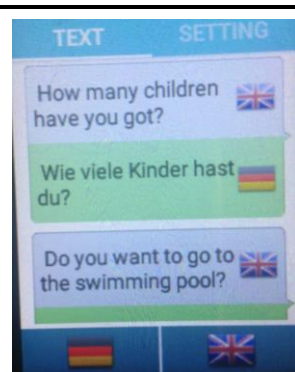 TEXT SETTING
How many children
have you got?
Wie viele Kinder hast
du?
Do you want to go to
the swimming pool?